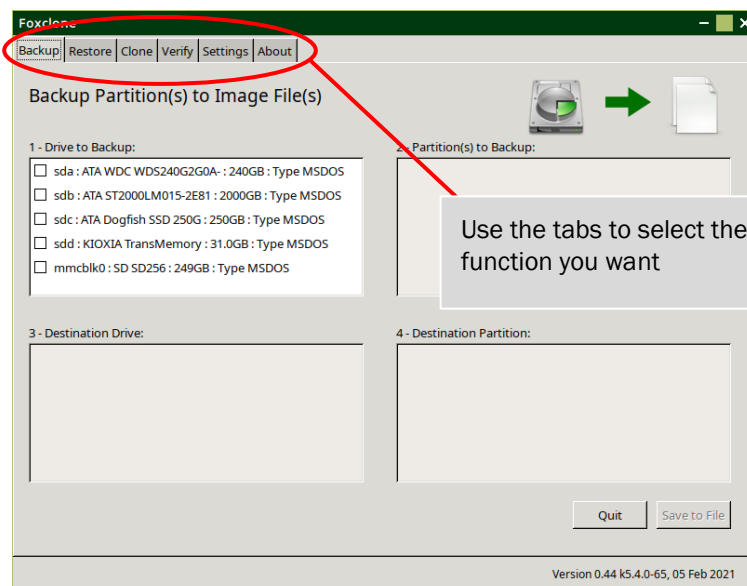 Foxclone
Backup Restore Clone Verify Settings About
Backup Partition(s) to Image File(s)
1 - Drive to Backup:
sda : ATA WDC WDS240G2G0A- : 240GB : Type MSDOS
sdb : ATA ST2000LM015-2E81 : 2000GB : Type MSDOS
sdc : ATA Dogfish SSD 250G : 250GB : Type MSDOS
sdd : KIOXIA TransMemory : 31.0GB : Type MSDOS
mmcblk0 : SD SD256 : 249GB : Type MSDOS
2 - Partition(s) to Backup:
Use the tabs to select the
function you want
3 - Destination Drive:
4 - Destination Partition:
Quit Save to File
Version 0.44 k5.4.0-65, 05 Feb 2021